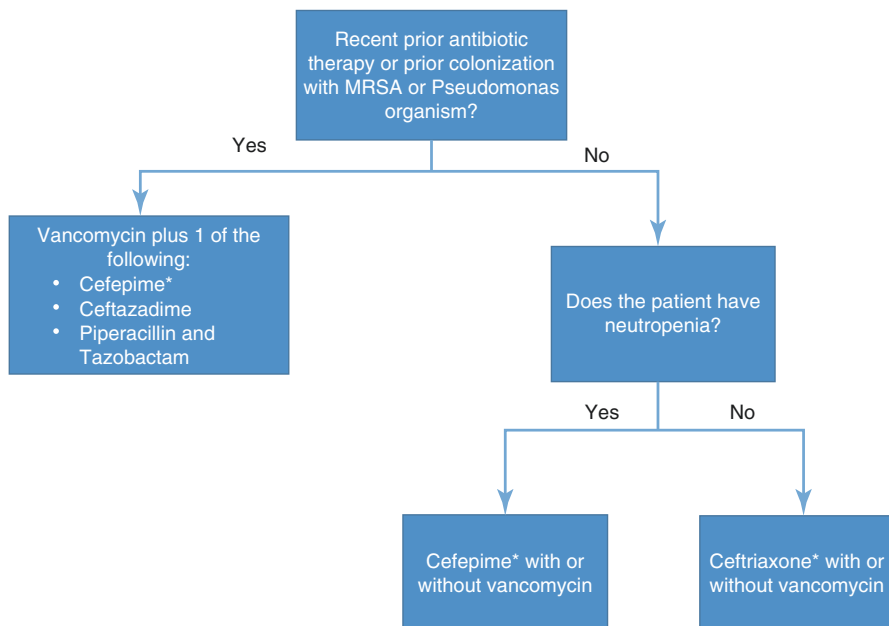 Recent prior antibiotic
therapy or prior colonization
with MRSA or Pseudomonas
organism?
Yes
No
Vancomycin plus 1 of the
following:
• Cefepime*
• Ceftazadime
• Piperacillin and
Tazobactam
Does the patient have
neutropenia?
Yes
No
Cefepime* with or
without vancomycin
Ceftriaxone* with or
without vancomycin